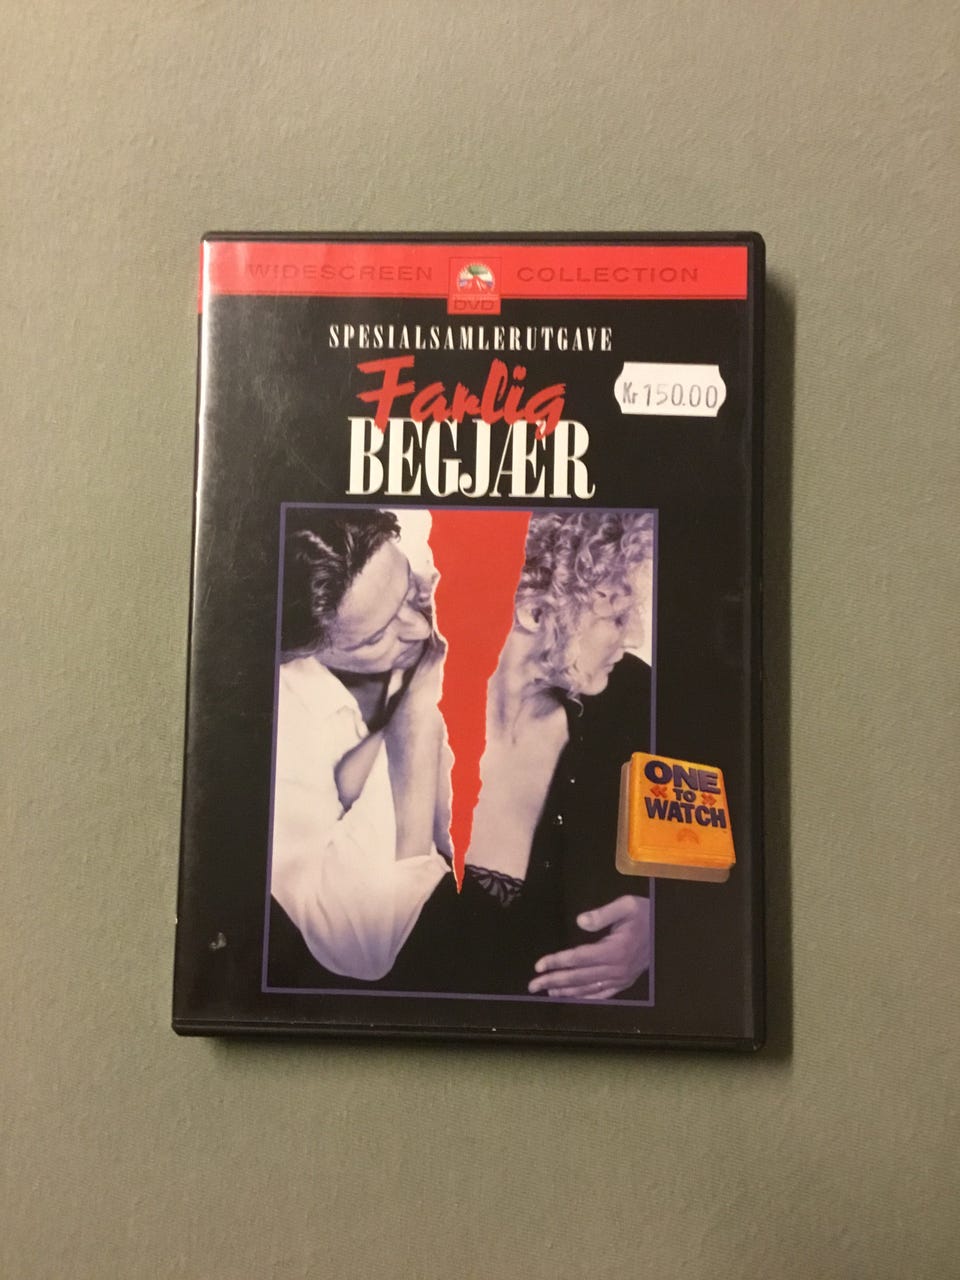 WIDESCREEN DVD COLLECTION
SPESIALSAMLERUTGAVE
Farlig
BEGJÆR
Kr 150.00
ONE
« TO »
WATCH